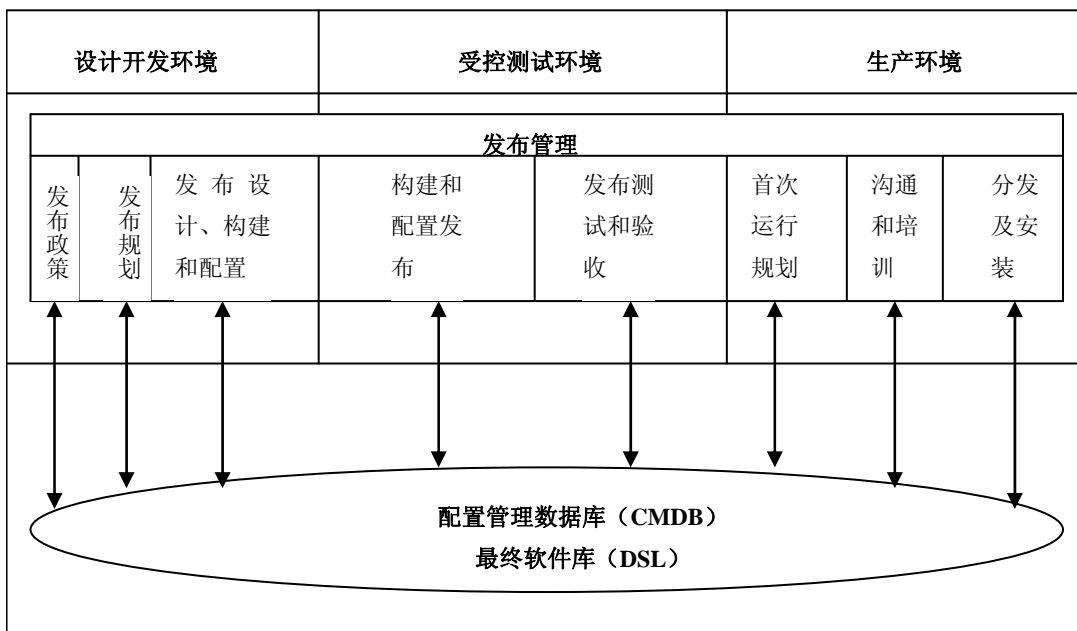 设计开发环境
受控测试环境
生产环境
发布管理
发布政策
发布规划
发布设
计、构建
和配置
构建和
配置发
布
发布测
试和验
收
首次
运行
规划
沟通
和培
训
分发
及安
装
配置管理数据库（CMDB）
最终软件库（DSL）